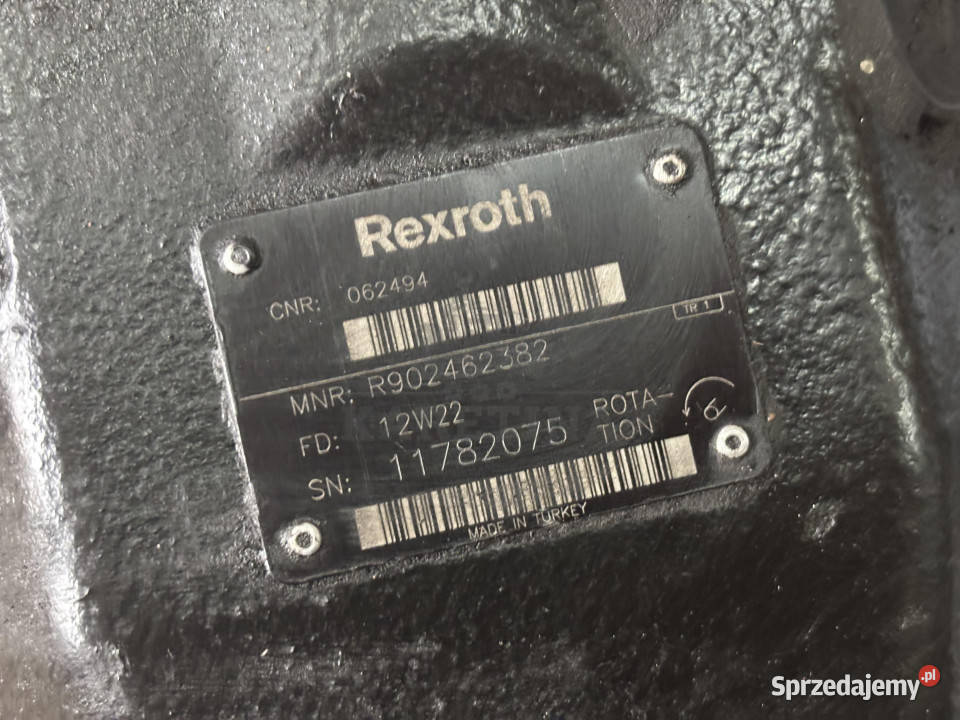 Rexroth
CNR: 062494
TR 1
MNR: R902462382
FD: 12W22
SN: 11782075
ROTA-
TION
MADE IN TURKEY
Sprzedajemy.pl